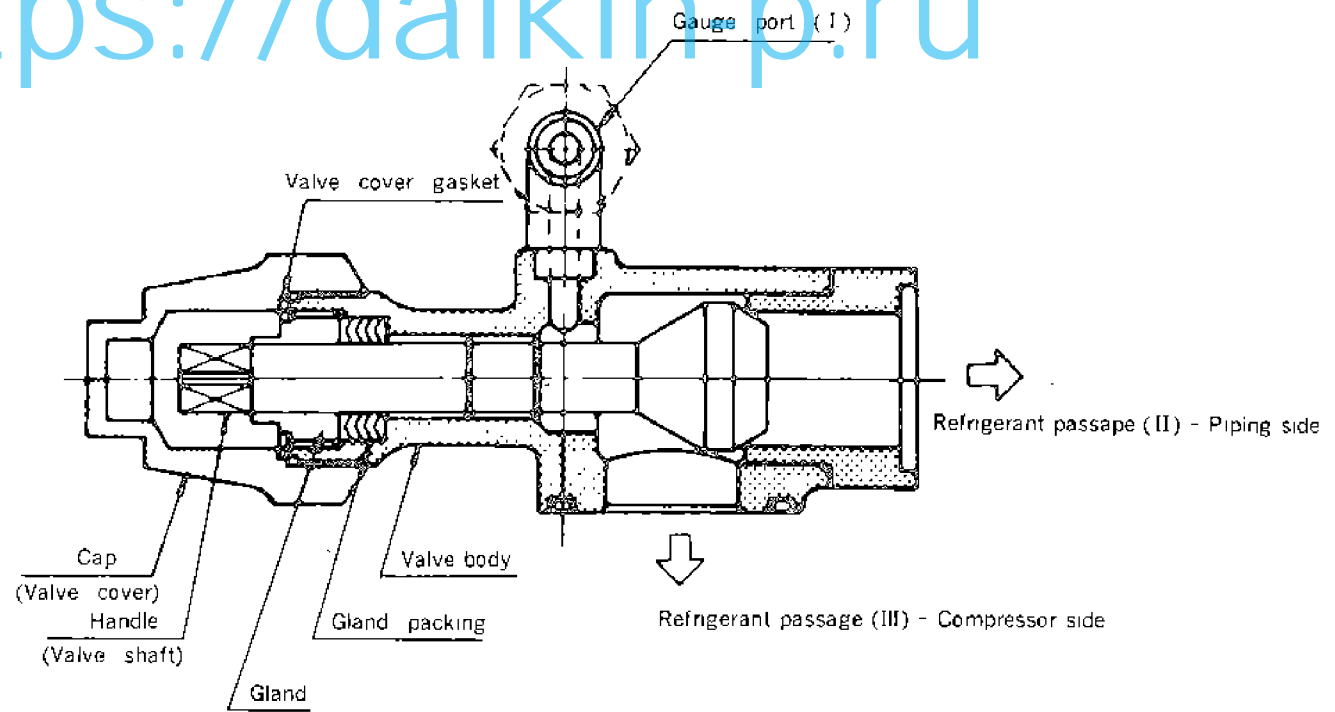 tps://daikin-p.ru
Gauge port (I)
Valve cover gasket
Refrigerant passape (II) - Piping side
Cap
(Valve cover)
Valve body
Handle
(Valve shaft)
Gland packing
Refrigerant passage (III) - Compressor side
Gland